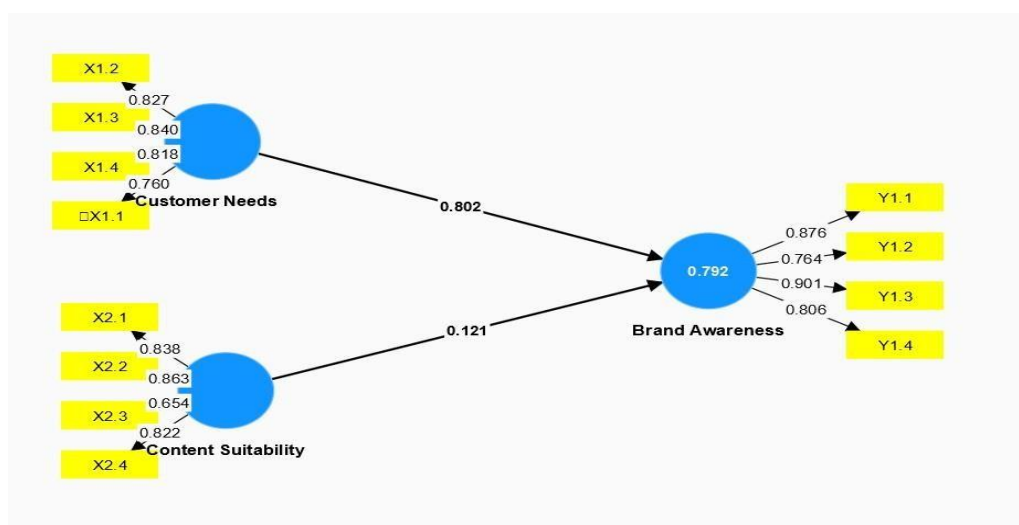 X1.2
0.827
X1.3
0.840
X1.4
0.818
0.760
□X1.1
Customer Needs
0.802
X2.1
0.838
X2.2
0.863
X2.3
0.654
0.822
X2.4
Content Suitability
0.121
0.792
Brand Awareness
Y1.1
0.876
Y1.2
0.764
Y1.3
0.901
0.806
Y1.4